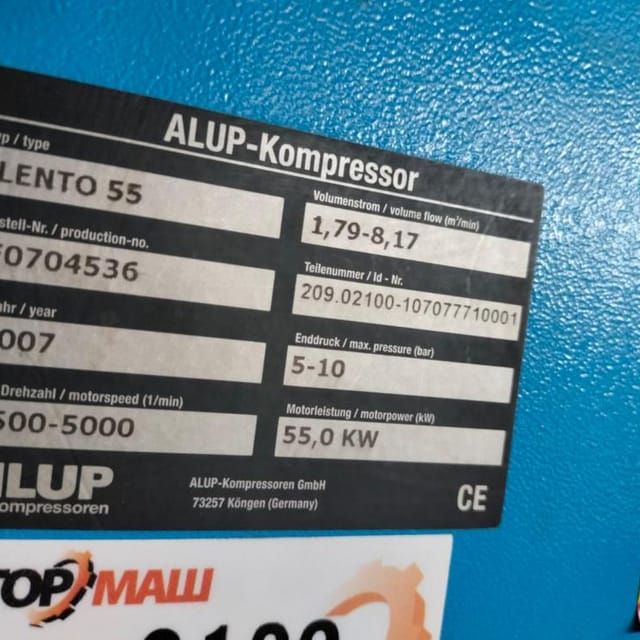 ALUP-Kompressor
p / type
LENTO 55
Volumenstrom / volume flow (m³/min)
1,79-8,17
stell-Nr. / production-no.
0704536
Teilenummer / Id - Nr.
209.02100-107077710001
ahr / year
007
Enddruck / max. pressure (bar)
5-10
Drehzahl / motorspeed (1/min)
500-5000
Motorleistung / motorpower (kW)
55,0 KW
LUP
ompressoren
ALUP-Kompressoren GmbH
73257 Köngen (Germany)
CE
ТОРМАШ